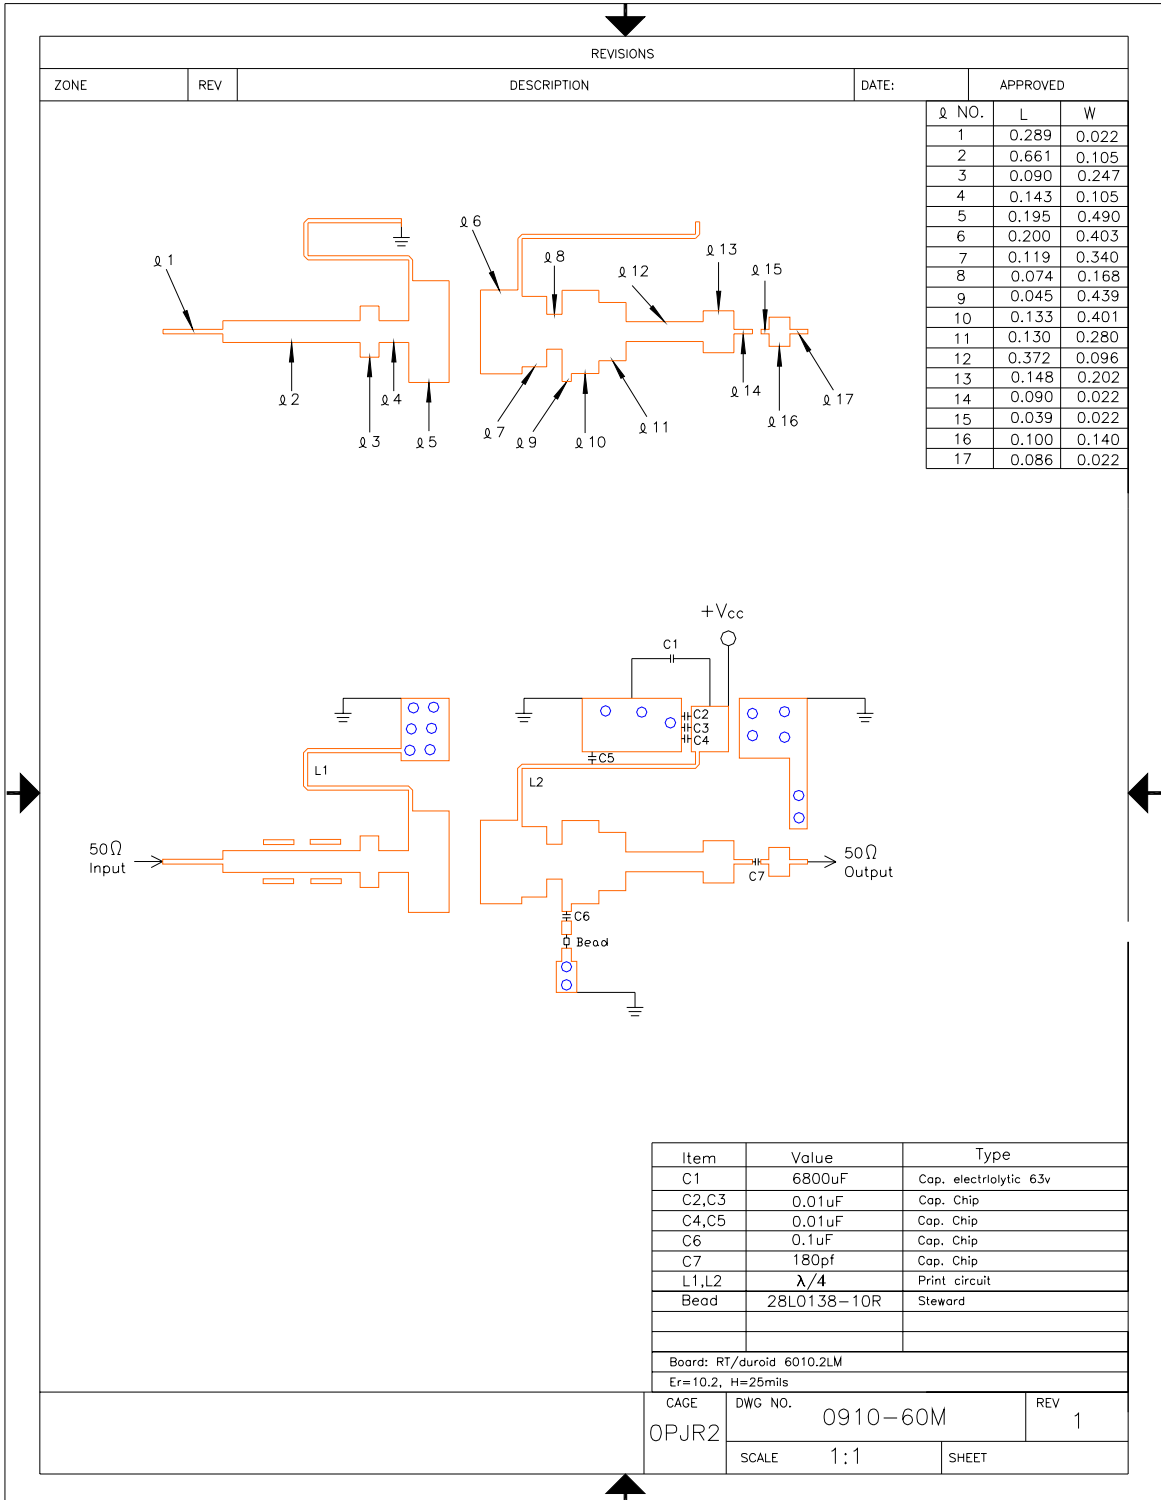 REVISIONS
ZONE REV DESCRIPTION DATE: APPROVED
ℓ NO. L W
1 0.289 0.022
2 0.661 0.105
3 0.090 0.247
4 0.143 0.105
5 0.195 0.490
6 0.200 0.403
7 0.119 0.340
8 0.074 0.168
9 0.045 0.439
10 0.133 0.401
11 0.130 0.280
12 0.372 0.096
13 0.148 0.202
14 0.090 0.022
15 0.039 0.022
16 0.100 0.140
17 0.086 0.022
ℓ 6
ℓ 13
ℓ 1
ℓ 8
ℓ 12
ℓ 15
ℓ 2
ℓ 4
ℓ 14
ℓ 17
ℓ 3
ℓ 5
ℓ 7
ℓ 9
ℓ 10
ℓ 11
ℓ 16
+Vcc
C1
C2
C3
C4
C5
L1
L2
50Ω
Input
C7
50Ω
Output
C6
Bead
Item Value Type
C1 6800uF Cap. electrlolytic 63v
C2,C3 0.01uF Cap. Chip
C4,C5 0.01uF Cap. Chip
C6 0.1uF Cap. Chip
C7 180pf Cap. Chip
L1,L2 λ/4 Print circuit
Bead 28L0138-10R Steward
Board: RT/duroid 6010.2LM
Er=10.2, H=25mils
CAGE DWG NO. REV
0PJR2 0910-60M 1
SCALE 1:1 SHEET